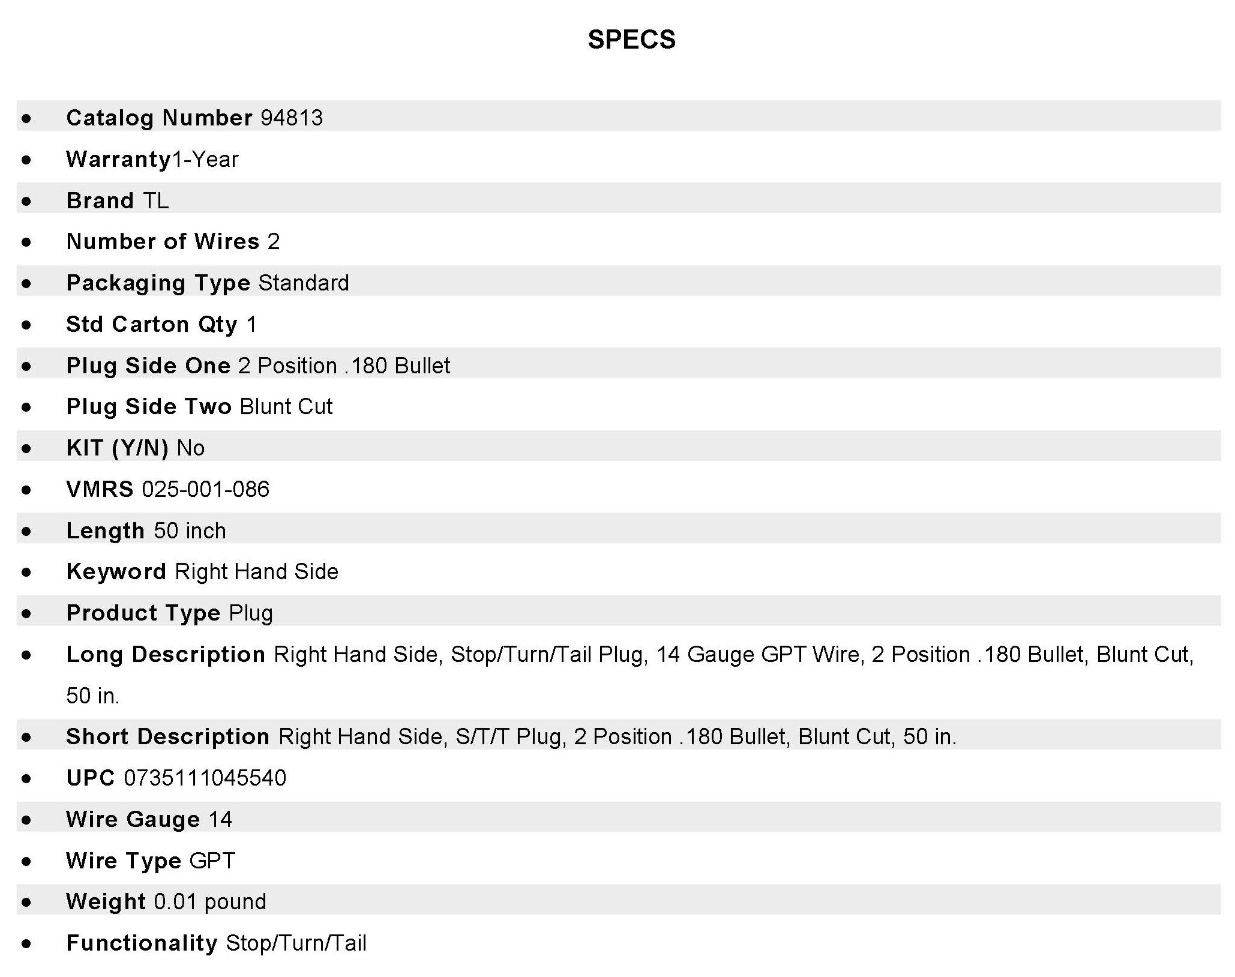 SPECS
• Catalog Number 94813
• Warranty1-Year
• Brand TL
• Number of Wires 2
• Packaging Type Standard
• Std Carton Qty 1
• Plug Side One 2 Position .180 Bullet
• Plug Side Two Blunt Cut
• KIT (Y/N) No
• VMRS 025-001-086
• Length 50 inch
• Keyword Right Hand Side
• Product Type Plug
• Long Description Right Hand Side, Stop/Turn/Tail Plug, 14 Gauge GPT Wire, 2 Position .180 Bullet, Blunt Cut,
50 in.
• Short Description Right Hand Side, S/T/T Plug, 2 Position .180 Bullet, Blunt Cut, 50 in.
• UPC 0735111045540
• Wire Gauge 14
• Wire Type GPT
• Weight 0.01 pound
• Functionality Stop/Turn/Tail